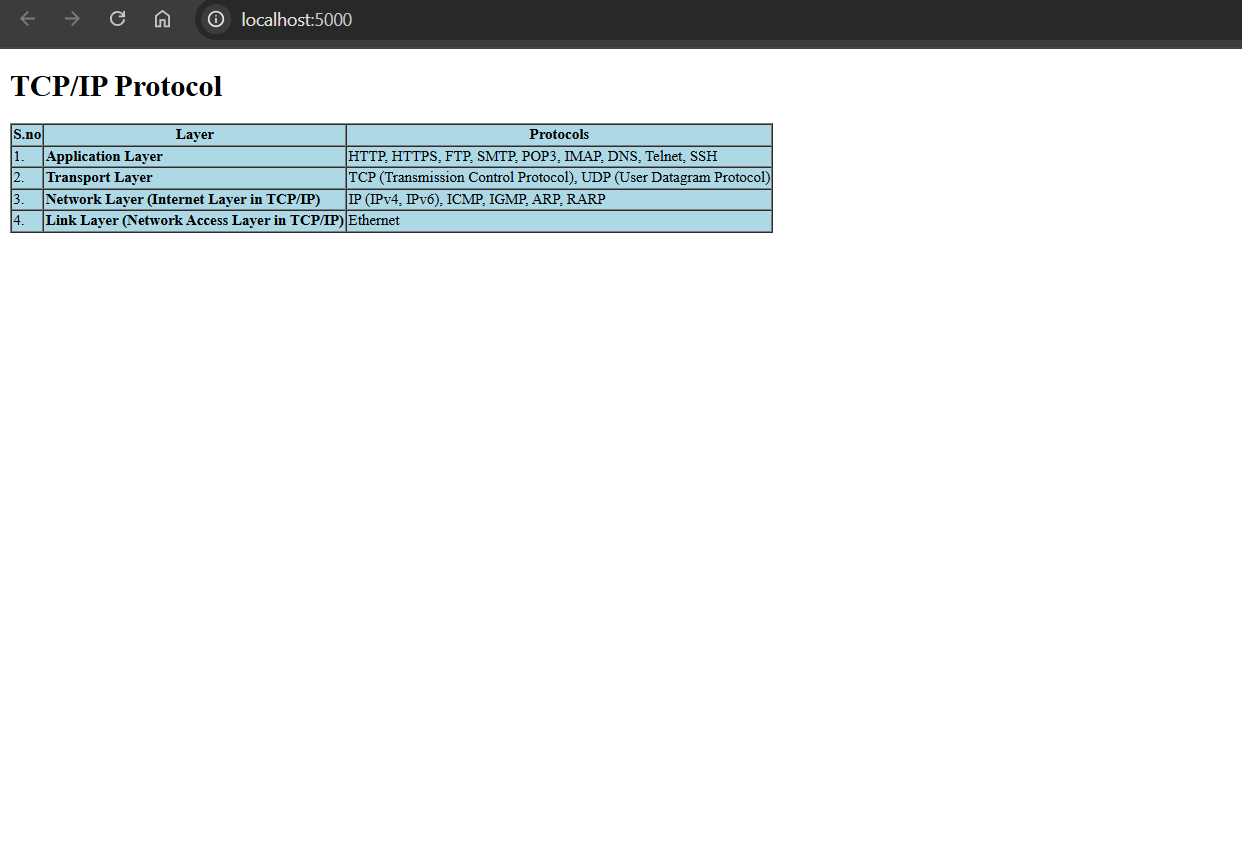 localhost:5000
TCP/IP Protocol
S.no Layer Protocols
1. Application Layer HTTP, HTTPS, FTP, SMTP, POP3, IMAP, DNS, Telnet, SSH
2. Transport Layer TCP (Transmission Control Protocol), UDP (User Datagram Protocol)
3. Network Layer (Internet Layer in TCP/IP) IP (IPv4, IPv6), ICMP, IGMP, ARP, RARP
4. Link Layer (Network Access Layer in TCP/IP) Ethernet